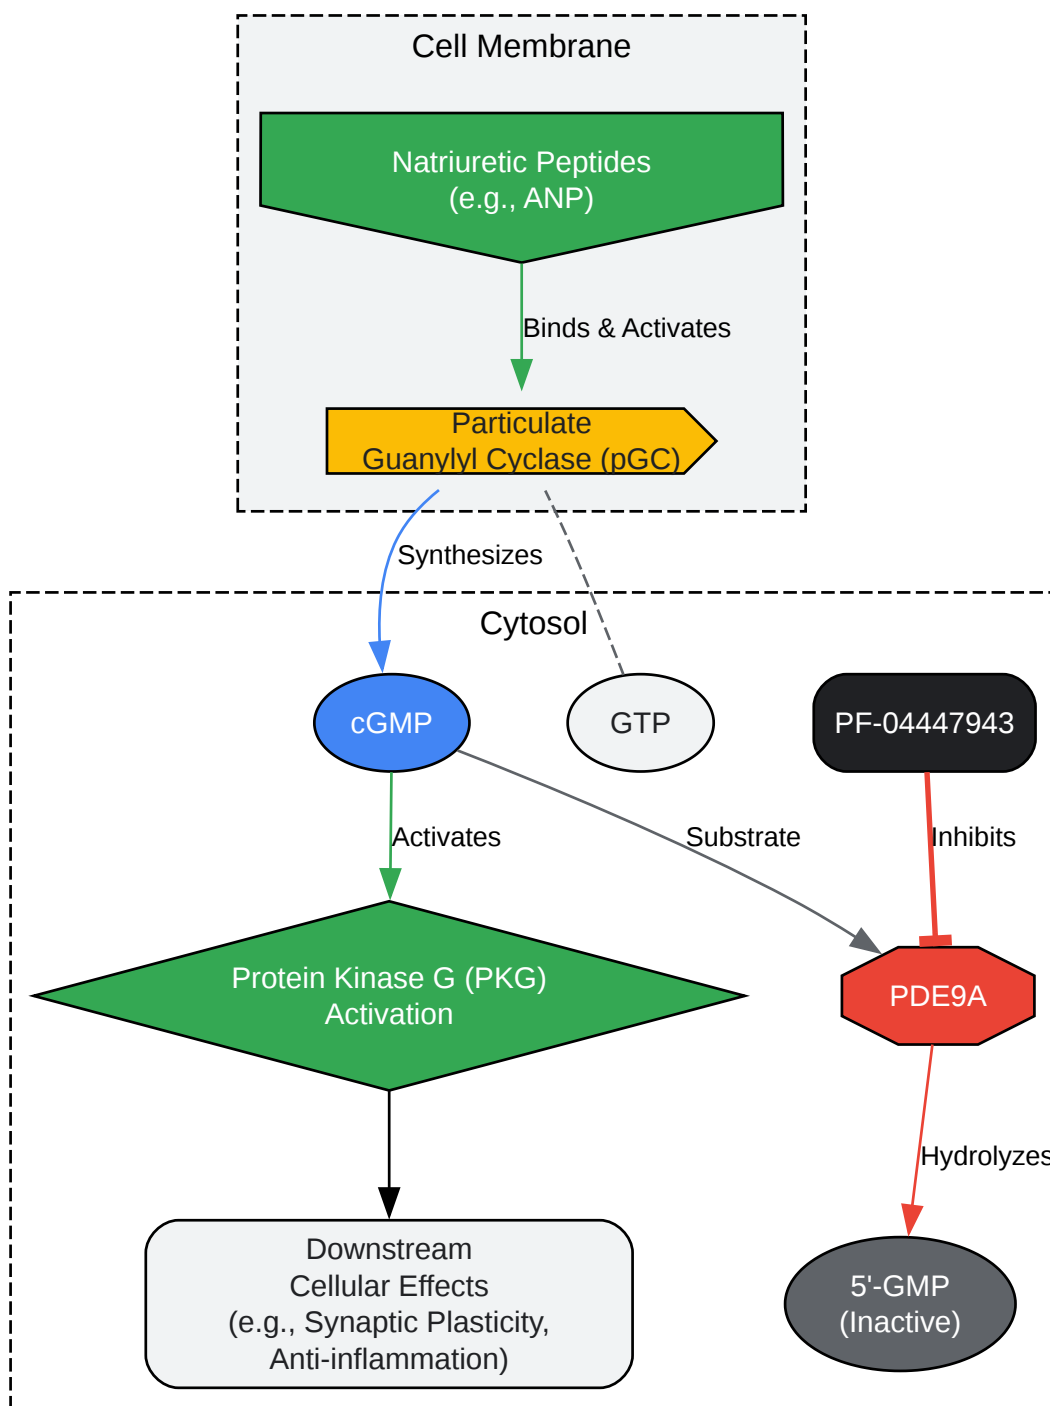 Cell Membrane
Natriuretic Peptides
(e.g., ANP)
Binds & Activates
Particulate
Guanylyl Cyclase (pGC)
Synthesizes
Cytosol
cGMP
GTP
PF-04447943
Activates
Substrate
Inhibits
Protein Kinase G (PKG)
Activation
PDE9A
Hydrolyzes
Downstream
Cellular Effects
(e.g., Synaptic Plasticity,
Anti-inflammation)
5'-GMP
(Inactive)